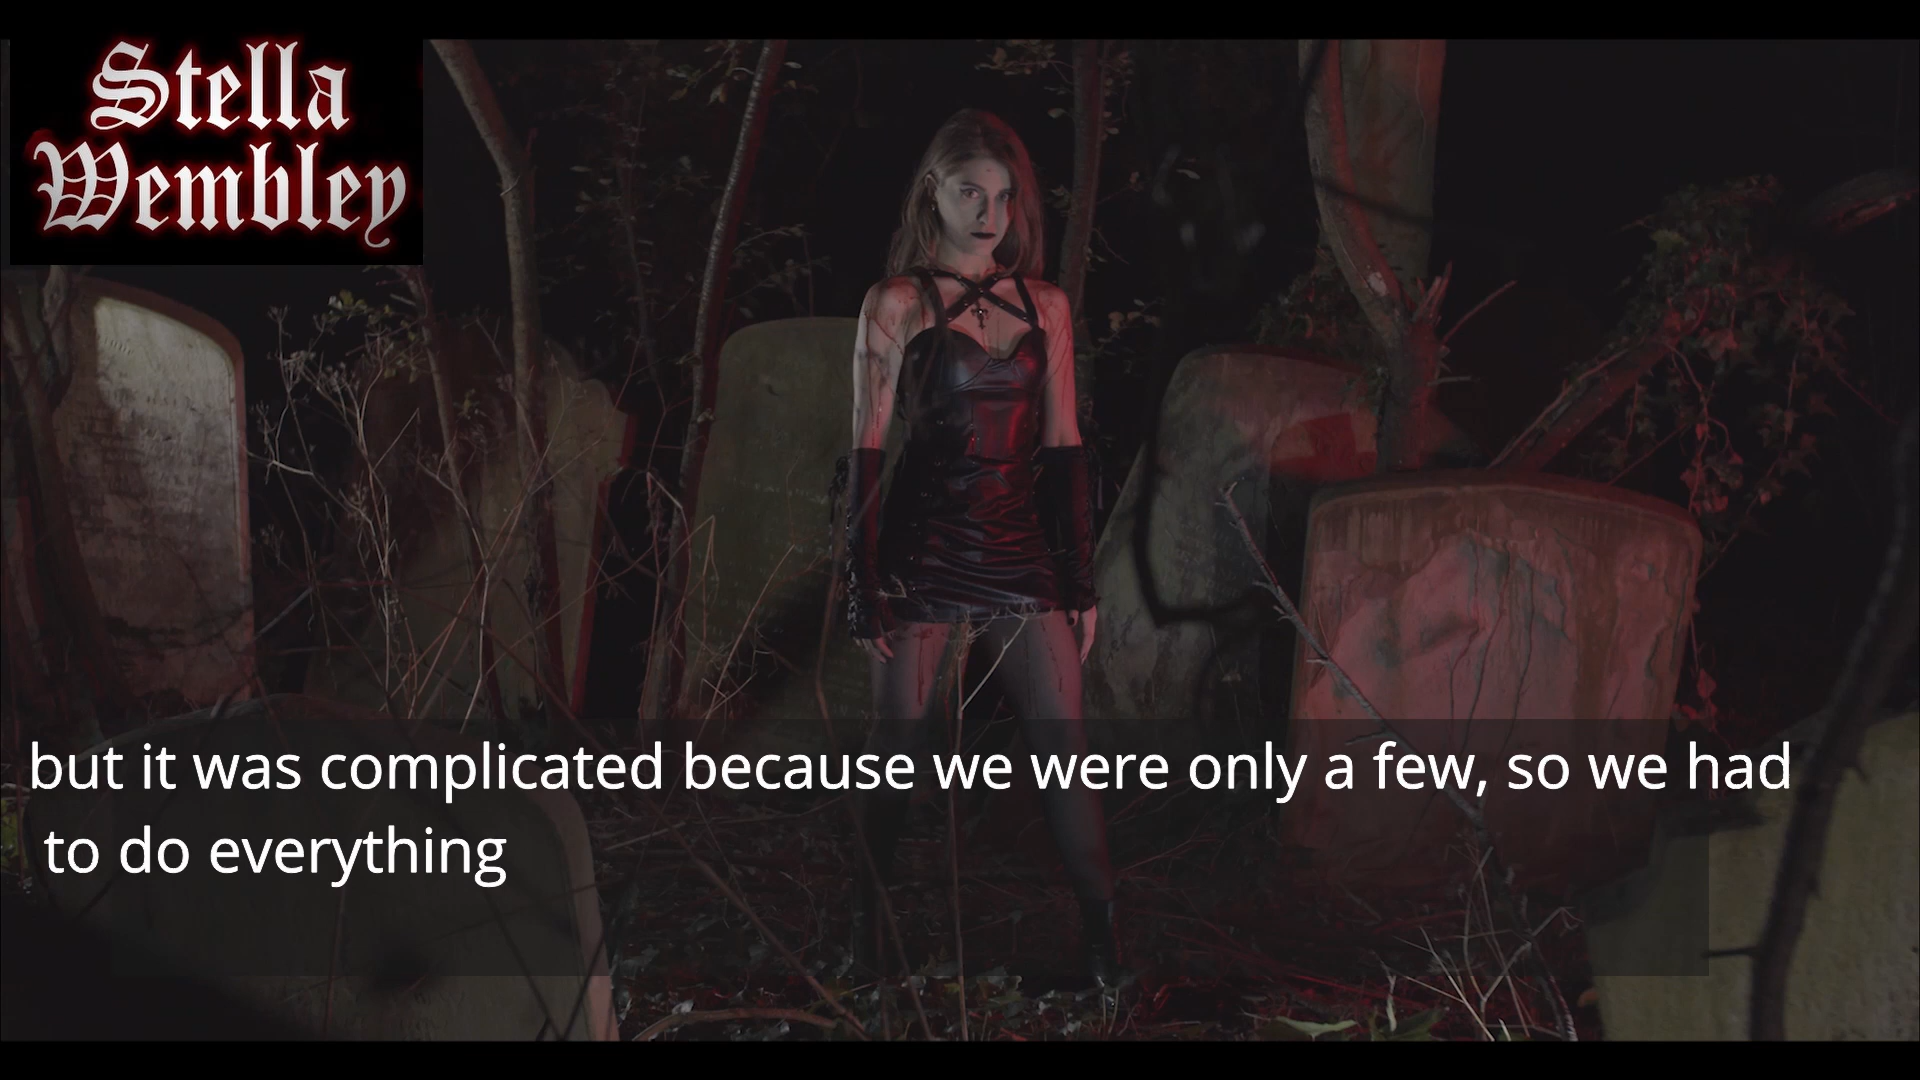 Stella
Wembley
but it was complicated because we were only a few, so we had
to do everything